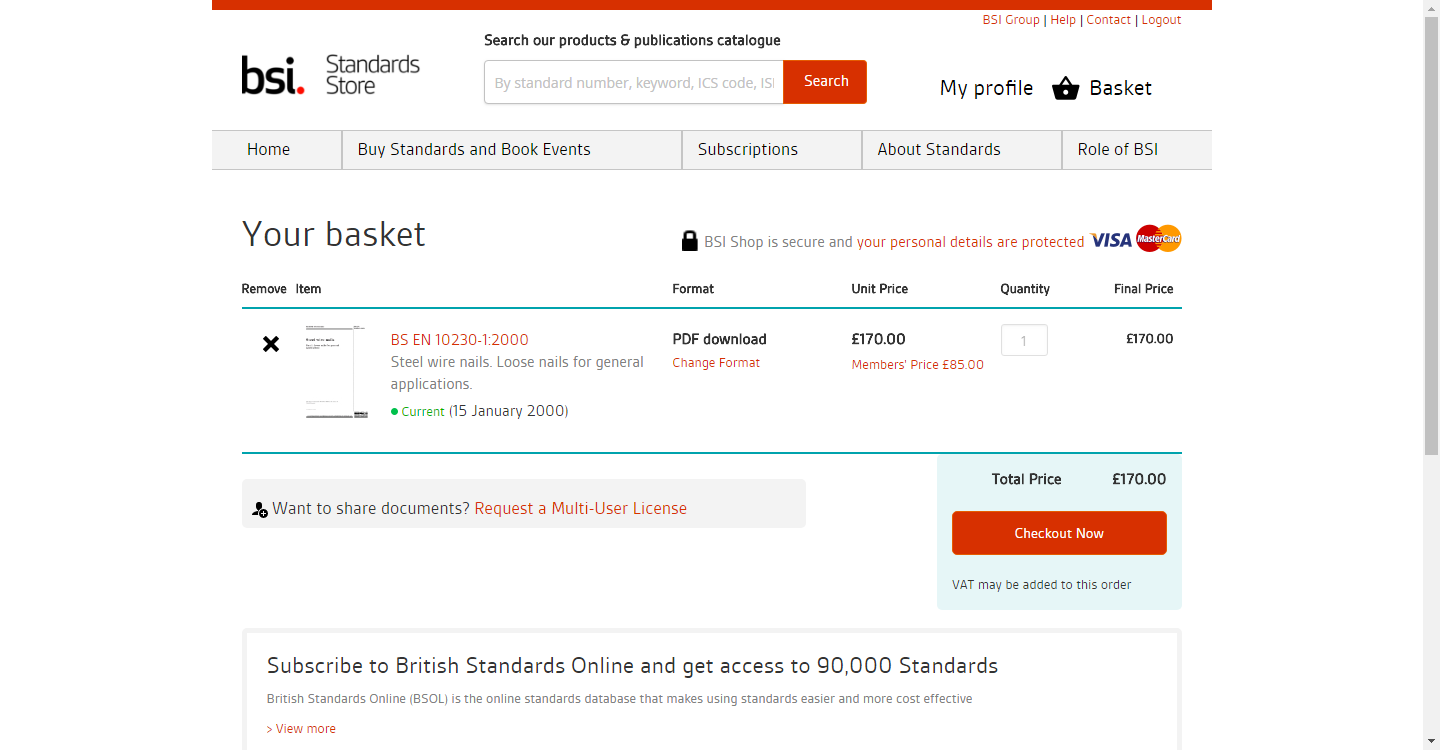 BSI Group | Help | Contact | Logout
Search our products & publications catalogue
bsi. Standards Store
By standard number, keyword, ICS code, ISI
Search
My profile
Basket
Home
Buy Standards and Book Events
Subscriptions
About Standards
Role of BSI
Your basket
BSI Shop is secure and your personal details are protected
VISA
MasterCard
Remove Item Format Unit Price Quantity Final Price
BS EN 10230-1:2000
Steel wire nails. Loose nails for general
applications.
Current (15 January 2000)
PDF download
Change Format
£170.00
Members' Price £85.00
1
£170.00
Want to share documents? Request a Multi-User License
Total Price £170.00
Checkout Now
VAT may be added to this order
Subscribe to British Standards Online and get access to 90,000 Standards
British Standards Online (BSOL) is the online standards database that makes using standards easier and more cost effective
> View more